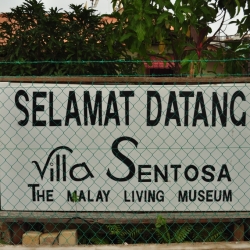 SELAMAT DATANG
Villa SENTOSA
THE MALAY LIVING MUSEUM